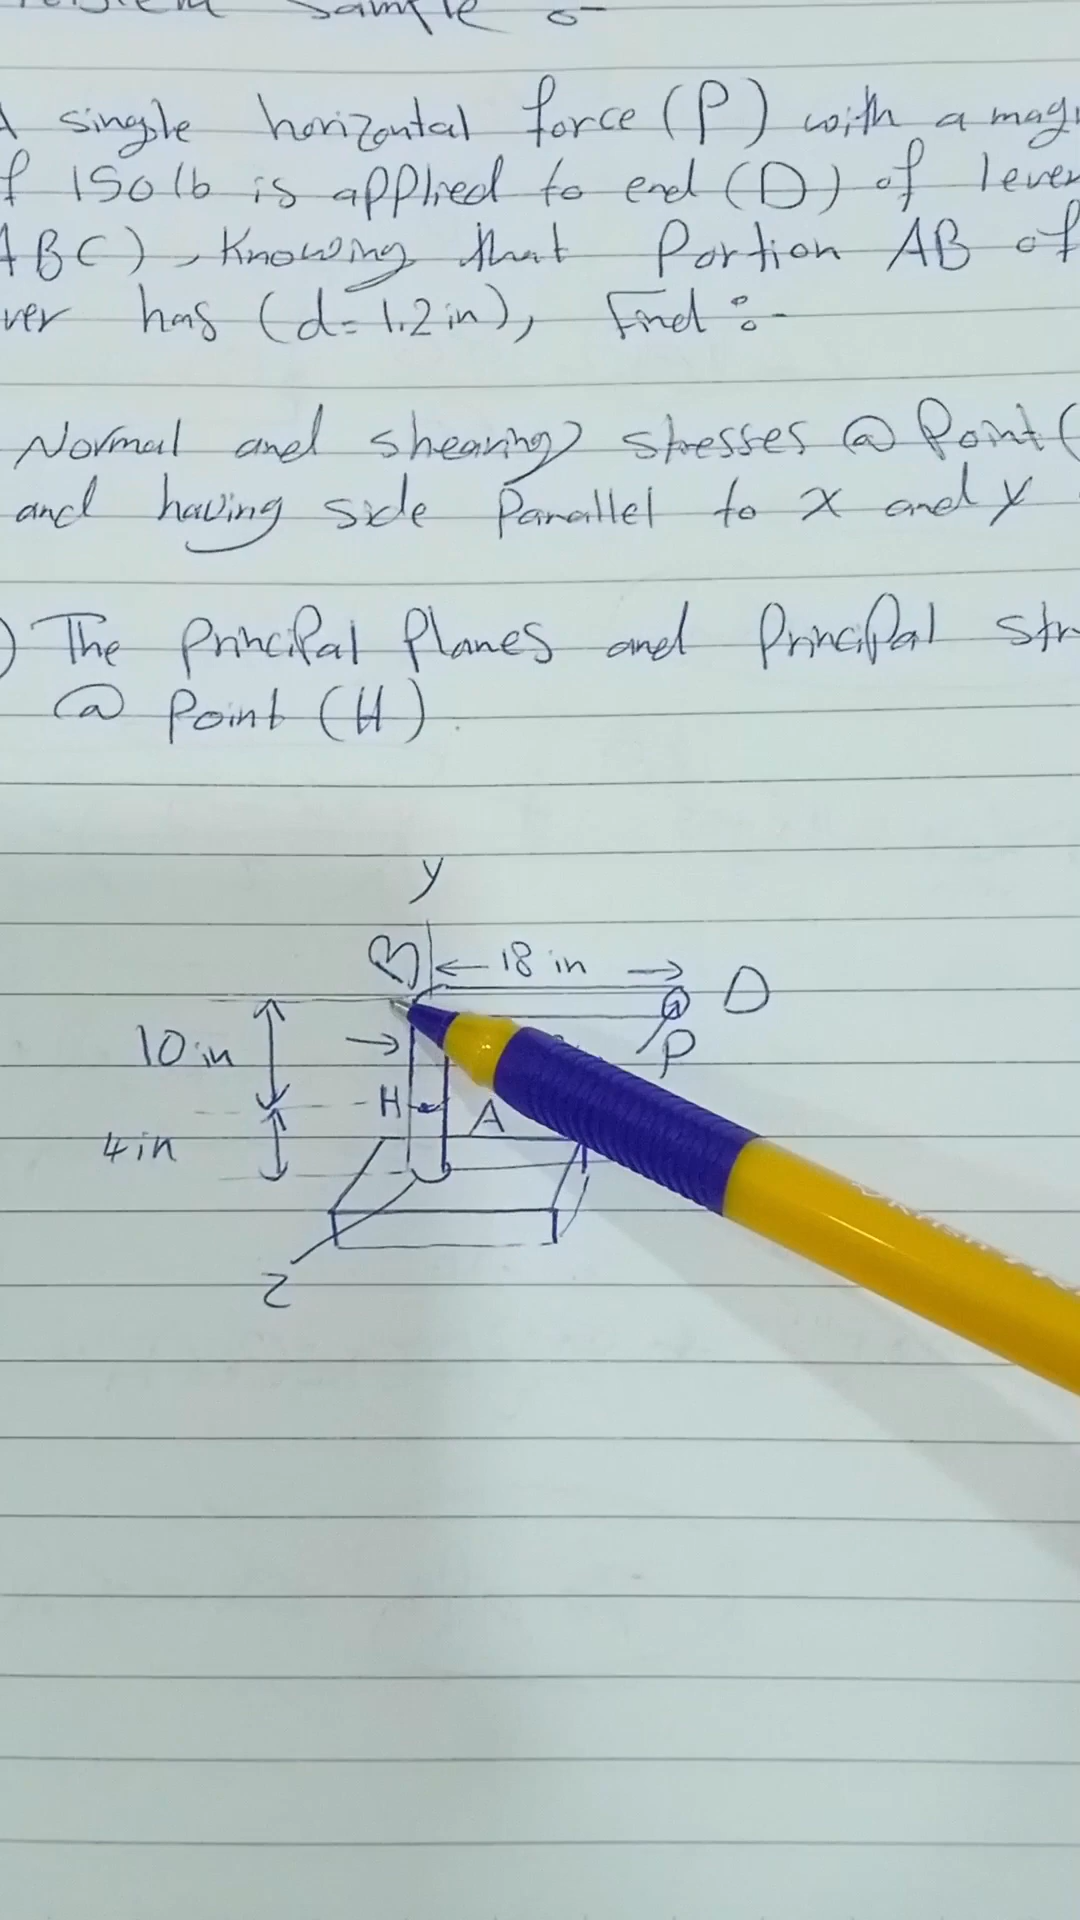 Sample :-
single horizontal force (P) with a mag
150 lb is applied to end (D) of lever
ABC), Knowing that Portion AB of
ver has (d=1.2 in), Find :-
Normal and shearing stresses @ Point (
and having side Parallel to X and Y
) The Principal Planes and Principal str
@ Point (H).
y
B 18 in D
10 in P
H A
4 in
Z